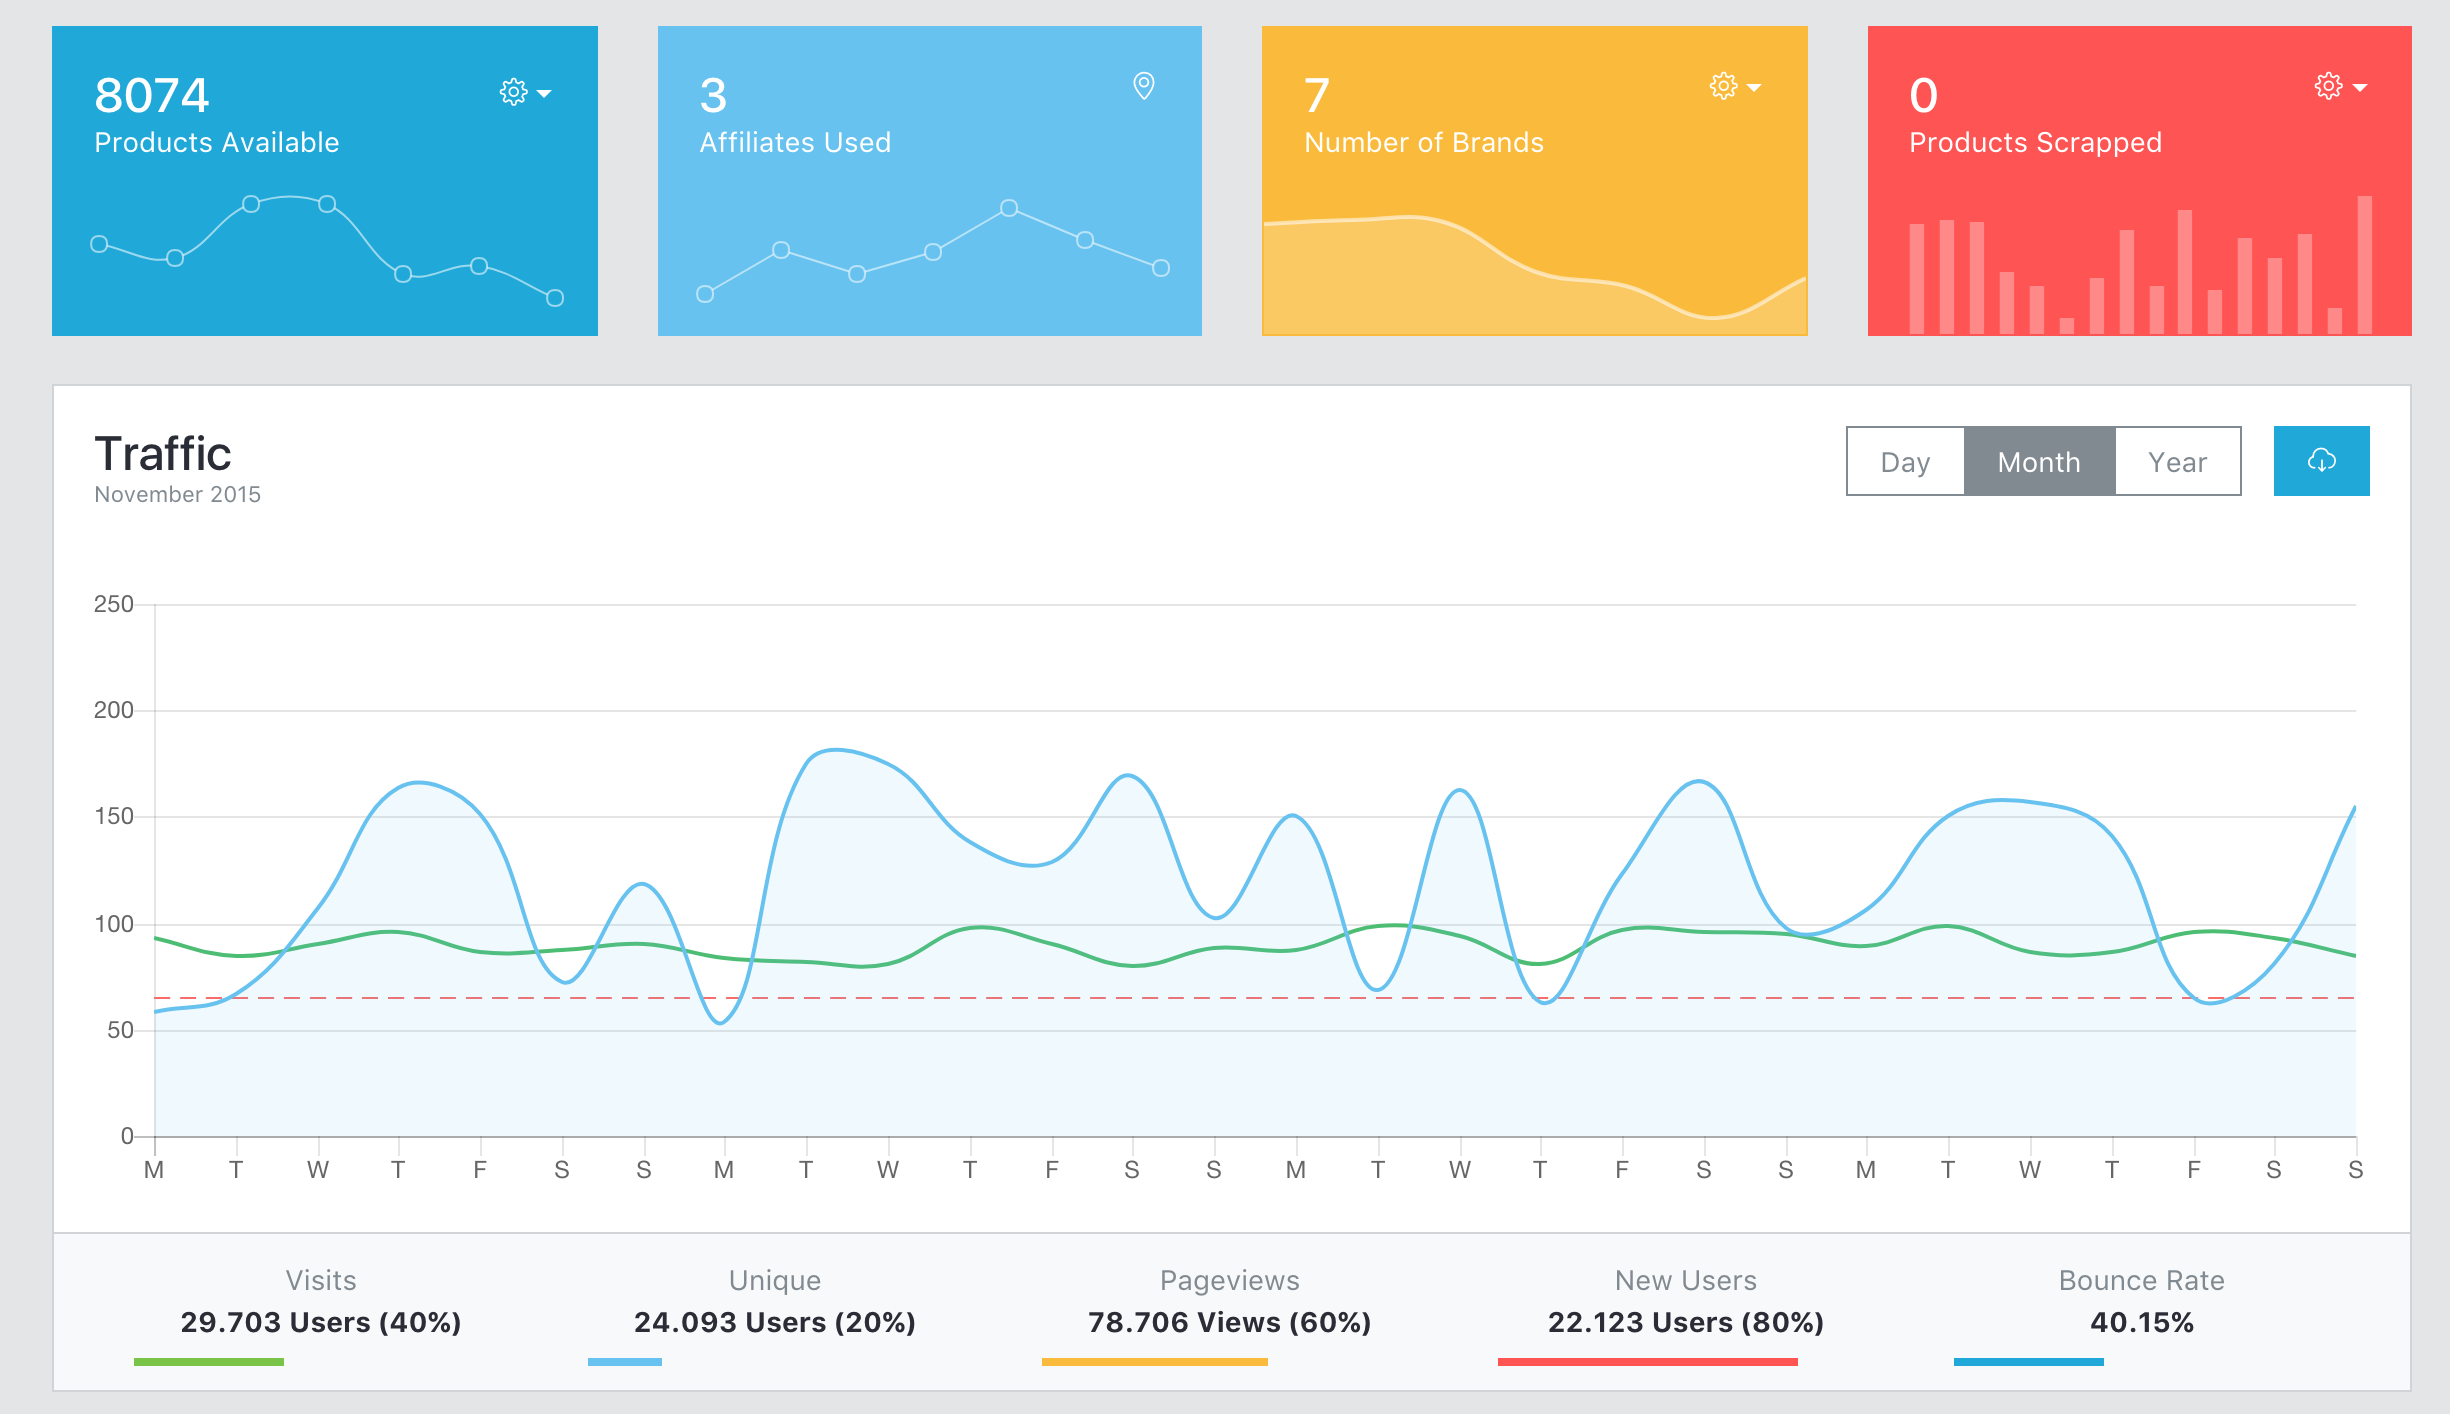 8074
Products Available
3
Affiliates Used
7
Number of Brands
0
Products Scrapped
Traffic
November 2015
Day Month Year
250
200
150
100
50
0
M T W T F S S M T W T F S S M T W T F S S M T W T F S S
Visits
29.703 Users (40%)
Unique
24.093 Users (20%)
Pageviews
78.706 Views (60%)
New Users
22.123 Users (80%)
Bounce Rate
40.15%